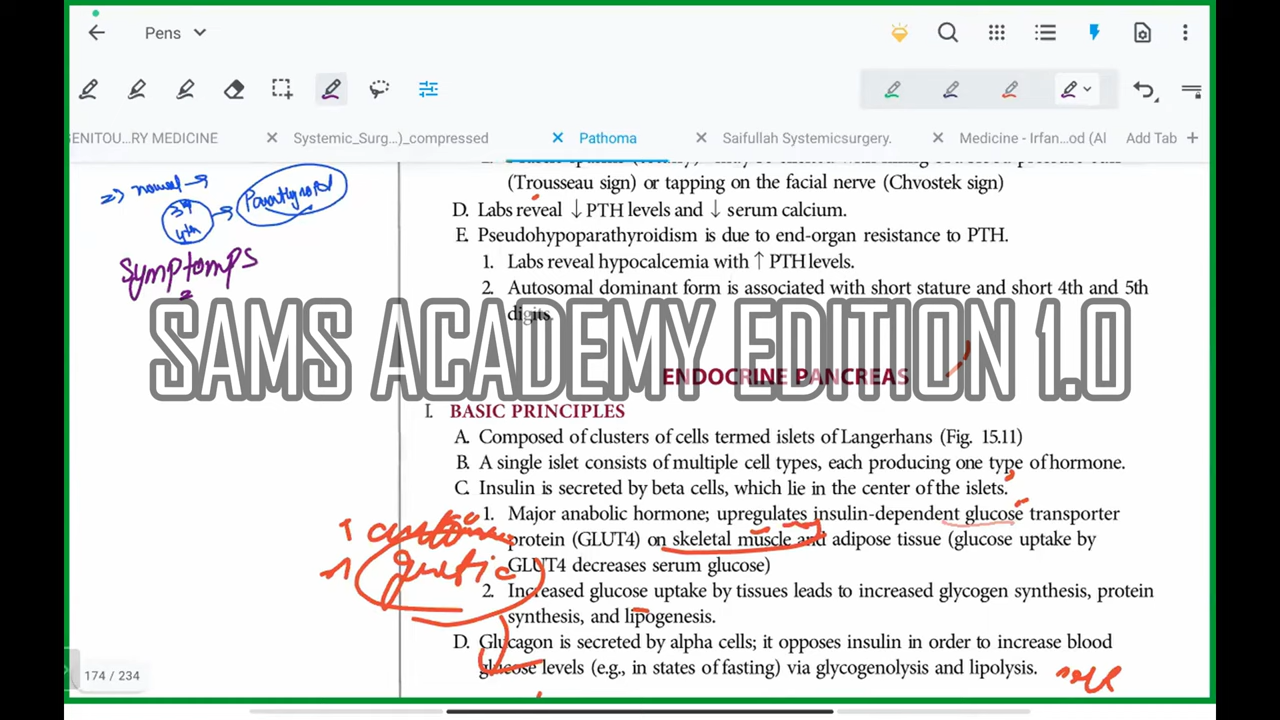 Pens
GENITOU...RY MEDICINE
Systemic_Surg...)_compressed
Pathoma
Saifullah Systemicsurgery.
Medicine - Irfan...od (Al
Add Tab +
(Trousseau sign) or tapping on the facial nerve (Chvostek sign)
D. Labs reveal ↓ PTH levels and ↓ serum calcium.
E. Pseudohypoparathyroidism is due to end-organ resistance to PTH.
1. Labs reveal hypocalcemia with ↑ PTH levels.
2. Autosomal dominant form is associated with short stature and short 4th and 5th
digits.
normal →
3rd
4th
→ Parathyroid
Symptomps
SAMS ACADEMY EDITION 1.0
ENDOCRINE PANCREAS
I. BASIC PRINCIPLES
A. Composed of clusters of cells termed islets of Langerhans (Fig. 15.11)
B. A single islet consists of multiple cell types, each producing one type of hormone.
C. Insulin is secreted by beta cells, which lie in the center of the islets.
1. Major anabolic hormone; upregulates insulin-dependent glucose transporter
protein (GLUT4) on skeletal muscle and adipose tissue (glucose uptake by
GLUT4 decreases serum glucose)
2. Increased glucose uptake by tissues leads to increased glycogen synthesis, protein
synthesis, and lipogenesis.
D. Glucagon is secreted by alpha cells; it opposes insulin in order to increase blood
glucose levels (e.g., in states of fasting) via glycogenolysis and lipolysis.
genetic
174 / 234